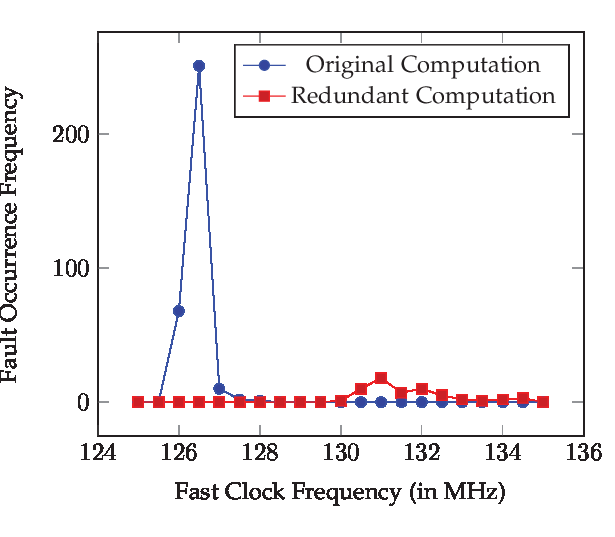 Original Computation
Redundant Computation
Fault Occurrence Frequency
200
100
0
124 126 128 130 132 134 136
Fast Clock Frequency (in MHz)